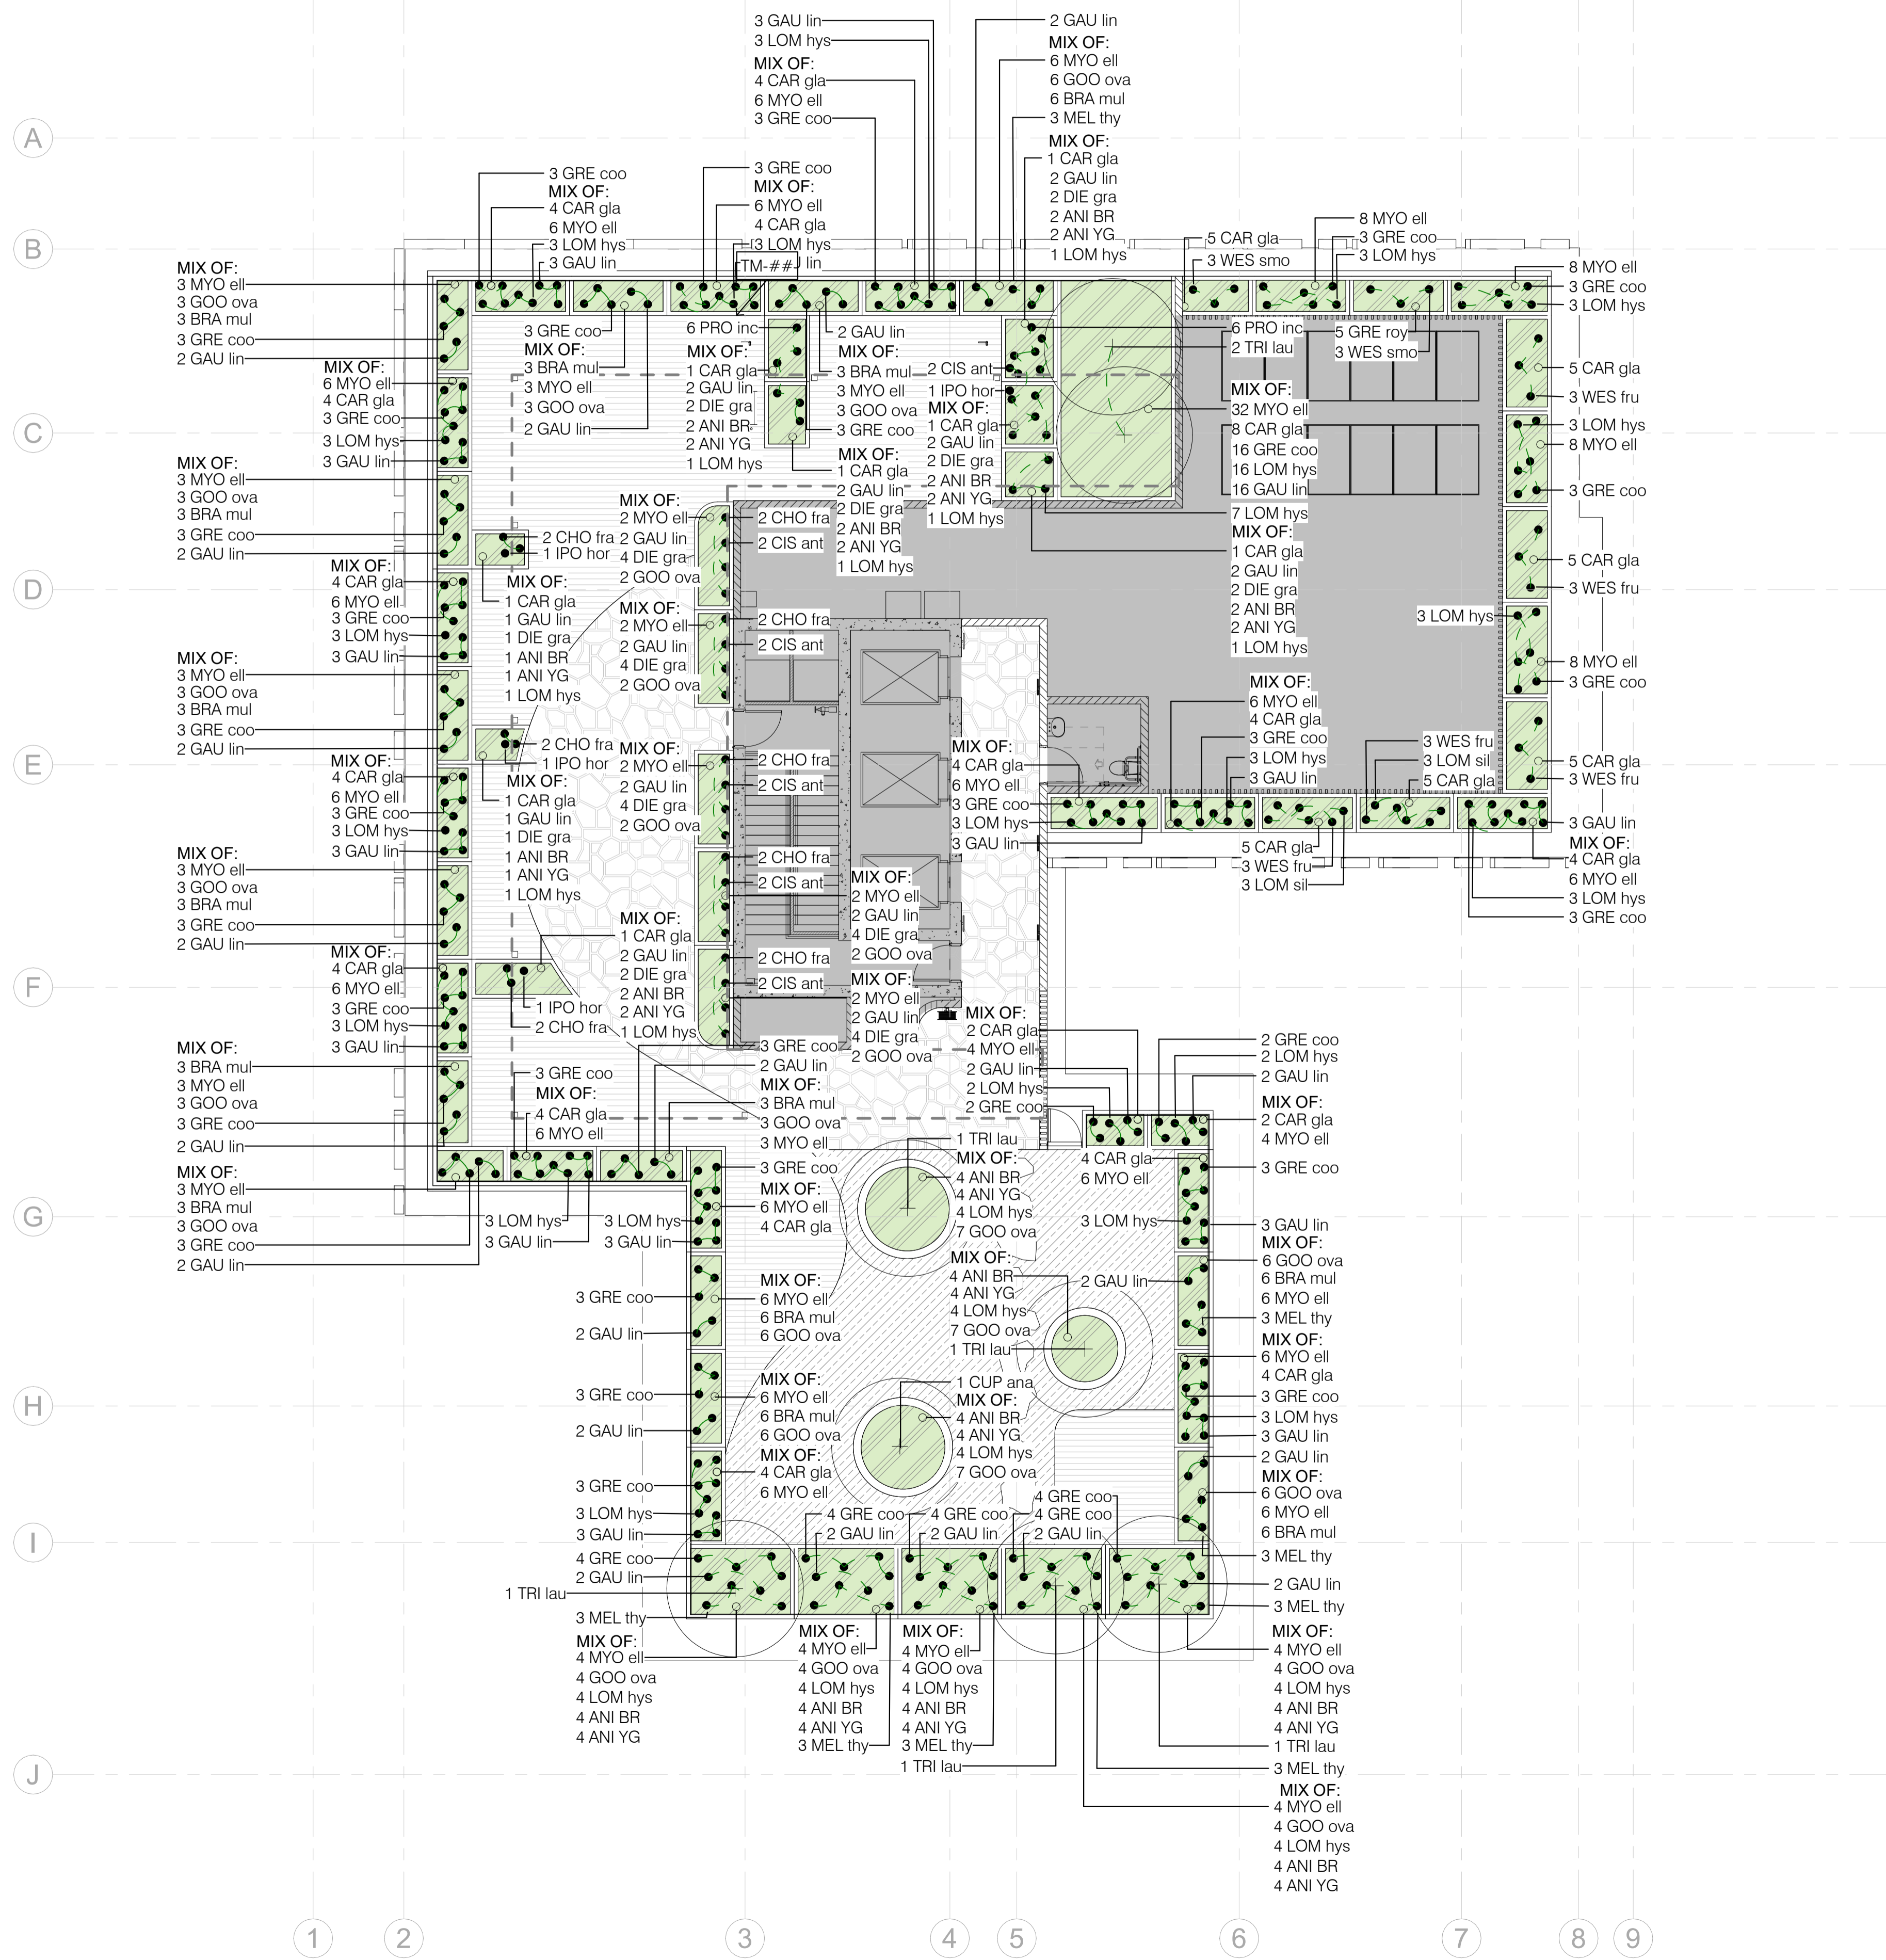 3 GAU lin
3 LOM hys
MIX OF:
4 CAR gla
6 MYO ell
3 GRE coo
2 GAU lin
MIX OF:
6 MYO ell
6 GOO ova
6 BRA mul
3 MEL thy
MIX OF:
1 CAR gla
2 GAU lin
2 DIE gra
2 ANI BR
2 ANI YG
1 LOM hys
A
B
C
D
E
F
G
H
I
J
3 GRE coo
MIX OF:
4 CAR gla
6 MYO ell
3 LOM hys
3 GAU lin
3 GRE coo
MIX OF:
6 MYO ell
4 CAR gla
3 LOM hys
TM-##
lin
5 CAR gla
3 WES smo
8 MYO ell
3 GRE coo
3 LOM hys
8 MYO ell
3 GRE coo
3 LOM hys
MIX OF:
3 MYO ell
3 GOO ova
3 BRA mul
3 GRE coo
2 GAU lin
MIX OF:
6 MYO ell
4 CAR gla
3 GRE coo
3 LOM hys
3 GAU lin
MIX OF:
3 MYO ell
3 GOO ova
3 BRA mul
3 GRE coo
2 GAU lin
MIX OF:
4 CAR gla
6 MYO ell
3 GRE coo
3 LOM hys
3 GAU lin
MIX OF:
3 MYO ell
3 GOO ova
3 BRA mul
3 GRE coo
2 GAU lin
MIX OF:
4 CAR gla
6 MYO ell
3 GRE coo
3 LOM hys
3 GAU lin
MIX OF:
3 MYO ell
3 GOO ova
3 BRA mul
3 GRE coo
2 GAU lin
MIX OF:
4 CAR gla
6 MYO ell
3 GRE coo
3 LOM hys
3 GAU lin
MIX OF:
3 BRA mul
3 MYO ell
3 GOO ova
3 GRE coo
2 GAU lin
MIX OF:
3 MYO ell
3 BRA mul
3 GOO ova
3 GRE coo
2 GAU lin
3 GRE coo
MIX OF:
3 BRA mul
3 MYO ell
3 GOO ova
2 GAU lin
6 PRO inc
MIX OF:
1 CAR gla
2 GAU lin
2 DIE gra
2 ANI BR
2 ANI YG
1 LOM hys
2 GAU lin
MIX OF:
3 BRA mul
3 MYO ell
3 GOO ova
3 GRE coo
MIX OF:
1 CAR gla
2 GAU lin
2 DIE gra
2 ANI BR
2 ANI YG
1 LOM hys
2 CIS ant
1 IPO hor
MIX OF:
1 CAR gla
2 GAU lin
2 DIE gra
2 ANI BR
2 ANI YG
1 LOM hys
6 PRO inc
2 TRI lau
MIX OF:
32 MYO ell
8 CAR gla
16 GRE coo
16 LOM hys
16 GAU lin
7 LOM hys
MIX OF:
1 CAR gla
2 GAU lin
2 DIE gra
2 ANI BR
2 ANI YG
1 LOM hys
5 GRE roy
3 WES smo
5 CAR gla
3 WES fru
3 LOM hys
8 MYO ell
3 GRE coo
5 CAR gla
3 WES fru
3 LOM hys
8 MYO ell
3 GRE coo
5 CAR gla
3 WES fru
2 CHO fra
1 IPO hor
MIX OF:
1 CAR gla
1 GAU lin
1 DIE gra
1 ANI BR
1 ANI YG
1 LOM hys
2 CHO fra
1 IPO hor
MIX OF:
1 CAR gla
1 GAU lin
1 DIE gra
1 ANI BR
1 ANI YG
1 LOM hys
MIX OF:
2 MYO ell
2 GAU lin
4 DIE gra
2 GOO ova
2 CHO fra
2 CIS ant
MIX OF:
2 MYO ell
2 GAU lin
4 DIE gra
2 GOO ova
2 CHO fra
2 CIS ant
MIX OF:
2 MYO ell
2 GAU lin
4 DIE gra
2 GOO ova
2 CHO fra
2 CIS ant
2 CHO fra
2 CIS ant
MIX OF:
2 MYO ell
2 GAU lin
4 DIE gra
2 GOO ova
MIX OF:
1 CAR gla
2 GAU lin
2 DIE gra
2 ANI BR
2 ANI YG
1 LOM hys
2 CHO fra
2 CIS ant
MIX OF:
2 MYO ell
2 GAU lin
4 DIE gra
2 GOO ova
1 IPO hor
2 CHO fra
MIX OF:
4 CAR gla
6 MYO ell
3 GRE coo
3 LOM hys
3 GAU lin
MIX OF:
6 MYO ell
4 CAR gla
3 GRE coo
3 LOM hys
3 GAU lin
3 WES fru
3 LOM sil
5 CAR gla
5 CAR gla
3 WES fru
3 LOM sil
3 GAU lin
MIX OF:
4 CAR gla
6 MYO ell
3 LOM hys
3 GRE coo
3 GRE coo
MIX OF:
4 CAR gla
6 MYO ell
3 LOM hys
3 GAU lin
3 GRE coo
2 GAU lin
MIX OF:
3 BRA mul
3 GOO ova
3 MYO ell
MIX OF:
2 CAR gla
4 MYO ell
2 GAU lin
2 LOM hys
2 GRE coo
2 GRE coo
2 LOM hys
2 GAU lin
MIX OF:
2 CAR gla
4 MYO ell
3 GRE coo
MIX OF:
6 MYO ell
4 CAR gla
3 LOM hys
3 GAU lin
1 TRI lau
MIX OF:
4 ANI BR
4 ANI YG
4 LOM hys
7 GOO ova
4 CAR gla
6 MYO ell
3 LOM hys
3 GRE coo
3 GAU lin
MIX OF:
6 GOO ova
6 BRA mul
6 MYO ell
3 MEL thy
2 GAU lin
MIX OF:
4 ANI BR
4 ANI YG
4 LOM hys
7 GOO ova
1 TRI lau
3 GRE coo
2 GAU lin
MIX OF:
6 MYO ell
6 BRA mul
6 GOO ova
3 GRE coo
2 GAU lin
MIX OF:
6 MYO ell
6 BRA mul
6 GOO ova
1 CUP ana
MIX OF:
4 ANI BR
4 ANI YG
4 LOM hys
7 GOO ova
MIX OF:
6 MYO ell
4 CAR gla
3 GRE coo
3 LOM hys
3 GAU lin
2 GAU lin
MIX OF:
6 GOO ova
6 MYO ell
6 BRA mul
3 MEL thy
MIX OF:
4 CAR gla
6 MYO ell
3 GRE coo
3 LOM hys
3 GAU lin
4 GRE coo
2 GAU lin
1 TRI lau
3 MEL thy
MIX OF:
4 MYO ell
4 GOO ova
4 LOM hys
4 ANI BR
4 ANI YG
4 GRE coo
2 GAU lin
MIX OF:
4 MYO ell
4 GOO ova
4 LOM hys
4 ANI BR
4 ANI YG
3 MEL thy
4 GRE coo
2 GAU lin
MIX OF:
4 MYO ell
4 GOO ova
4 LOM hys
4 ANI BR
4 ANI YG
3 MEL thy
1 TRI lau
4 GRE coo
4 GRE coo
2 GAU lin
2 GAU lin
3 MEL thy
MIX OF:
4 MYO ell
4 GOO ova
4 LOM hys
4 ANI BR
4 ANI YG
1 TRI lau
3 MEL thy
MIX OF:
4 MYO ell
4 GOO ova
4 LOM hys
4 ANI BR
4 ANI YG
1
2
3
4
5
6
7
8
9